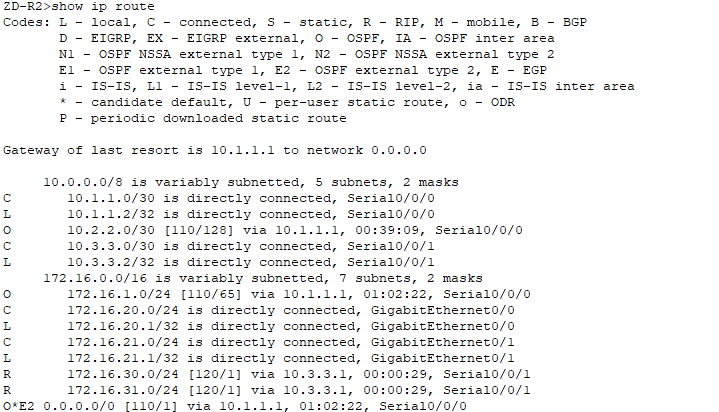 ZD-R2>show ip route
Codes: L - local, C - connected, S - static, R - RIP, M - mobile, B - BGP
       D - EIGRP, EX - EIGRP external, O - OSPF, IA - OSPF inter area
       N1 - OSPF NSSA external type 1, N2 - OSPF NSSA external type 2
       E1 - OSPF external type 1, E2 - OSPF external type 2, E - EGP
       i - IS-IS, L1 - IS-IS level-1, L2 - IS-IS level-2, ia - IS-IS inter area
       * - candidate default, U - per-user static route, o - ODR
       P - periodic downloaded static route

Gateway of last resort is 10.1.1.1 to network 0.0.0.0

     10.0.0.0/8 is variably subnetted, 5 subnets, 2 masks
C       10.1.1.0/30 is directly connected, Serial0/0/0
L       10.1.1.2/32 is directly connected, Serial0/0/0
O       10.2.2.0/30 [110/128] via 10.1.1.1, 00:39:09, Serial0/0/0
C       10.3.3.0/30 is directly connected, Serial0/0/1
L       10.3.3.2/32 is directly connected, Serial0/0/1
     172.16.0.0/16 is variably subnetted, 7 subnets, 2 masks
O       172.16.1.0/24 [110/65] via 10.1.1.1, 01:02:22, Serial0/0/0
C       172.16.20.0/24 is directly connected, GigabitEthernet0/0
L       172.16.20.1/32 is directly connected, GigabitEthernet0/0
C       172.16.21.0/24 is directly connected, GigabitEthernet0/1
L       172.16.21.1/32 is directly connected, GigabitEthernet0/1
R       172.16.30.0/24 [120/1] via 10.3.3.1, 00:00:29, Serial0/0/1
R       172.16.31.0/24 [120/1] via 10.3.3.1, 00:00:29, Serial0/0/1
O*E2 0.0.0.0/0 [110/1] via 10.1.1.1, 01:02:22, Serial0/0/0